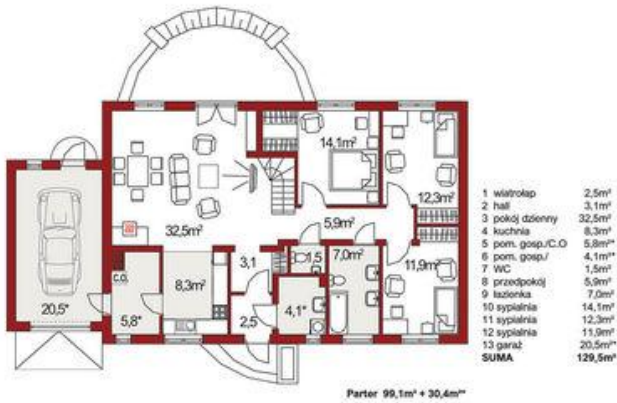 14,1m²
12,3m²
32,5m²
5,9m²
3,1
1,5
7,0m²
11,9m²
C.O.
8,3m²
20,5*
5,8*
2,5
4,1*
1 wiatrołap 2,5m²
2 hall 3,1m²
3 pokój dzienny 32,5m²
4 kuchnia 8,3m²
5 pom. gosp./C.O 5,8m²*
6 pom. gosp./ 4,1m²*
7 WC 1,5m²
8 przedpokój 5,9m²
9 łazienka 7,0m²
10 sypialnia 14,1m²
11 sypialnia 12,3m²
12 sypialnia 11,9m²
13 garaż 20,5m²*
SUMA 129,5m²
Parter 99,1m² + 30,4m²*